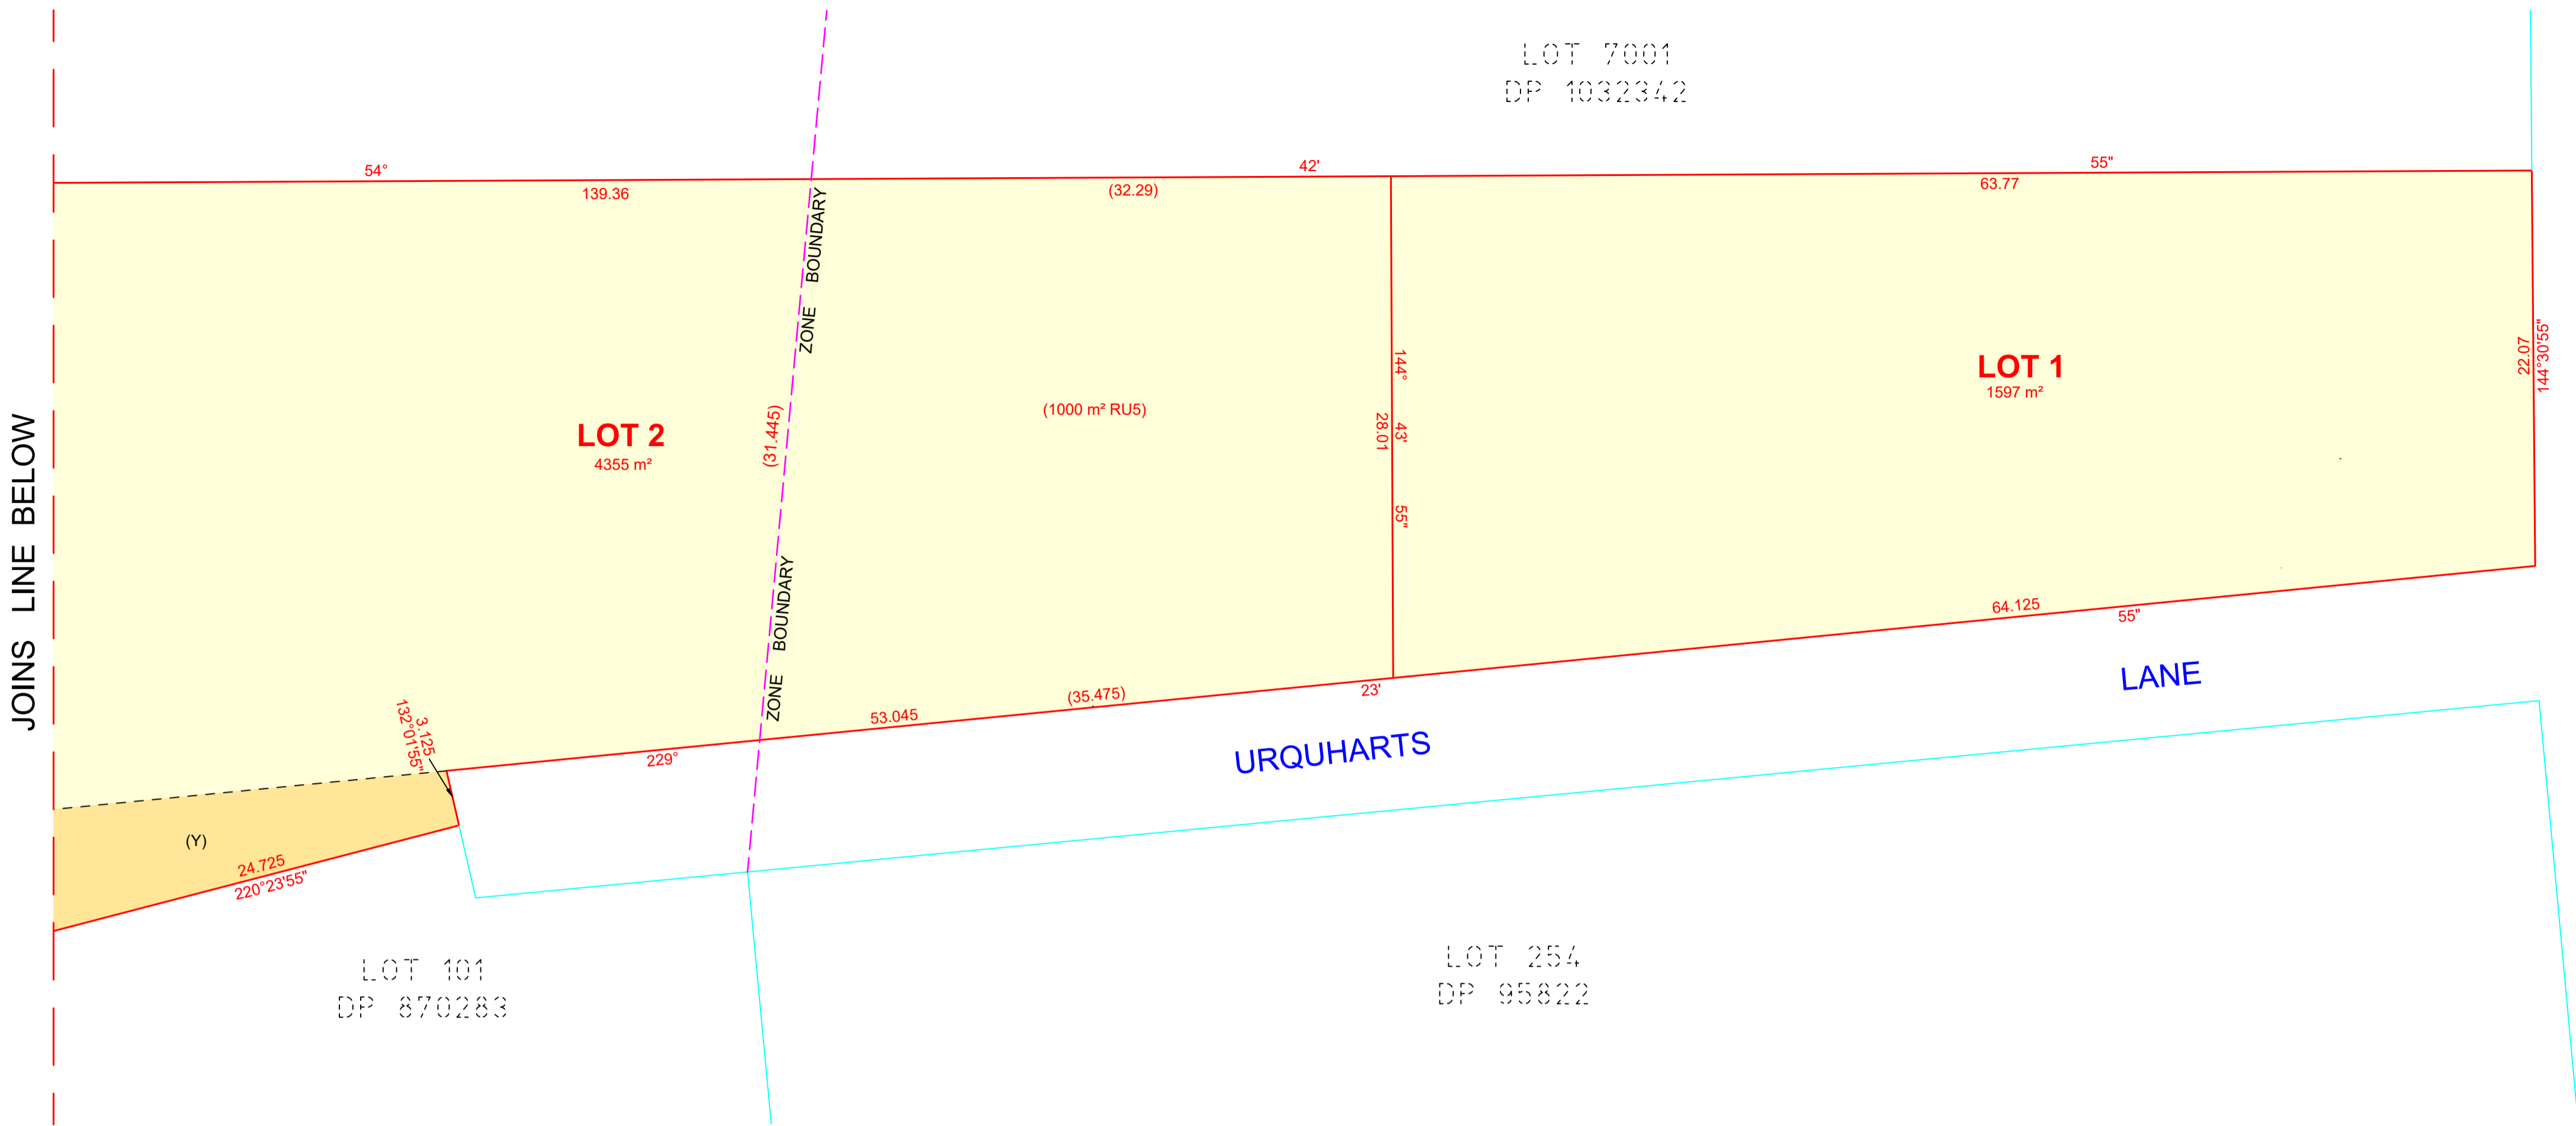 LOT 7001
DP 1032342
54° 42' 55"
139.36
(32.29)
63.77
ZONE BOUNDARY
JOINS LINE BELOW
LOT 2
4355 m²
(31.445)
(1000 m² RU5)
144° 43' 55"
28.01
LOT 1
1597 m²
22.07
144°30'55"
ZONE BOUNDARY
3.125
132°01'55"
229° 23' 55"
53.045
(35.475)
64.125
URQUHARTS LANE
(Y)
24.725
220°23'55"
LOT 101
DP 870283
LOT 254
DP 95822